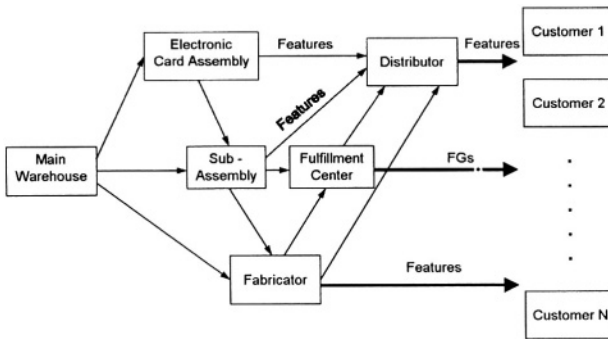 Customer 1
Electronic
Card Assembly
Features
Distributor
Features
Customer 2
Features
Main
Warehouse
Sub -
Assembly
Fulfillment
Center
FGs
Fabricator
Features
Customer N